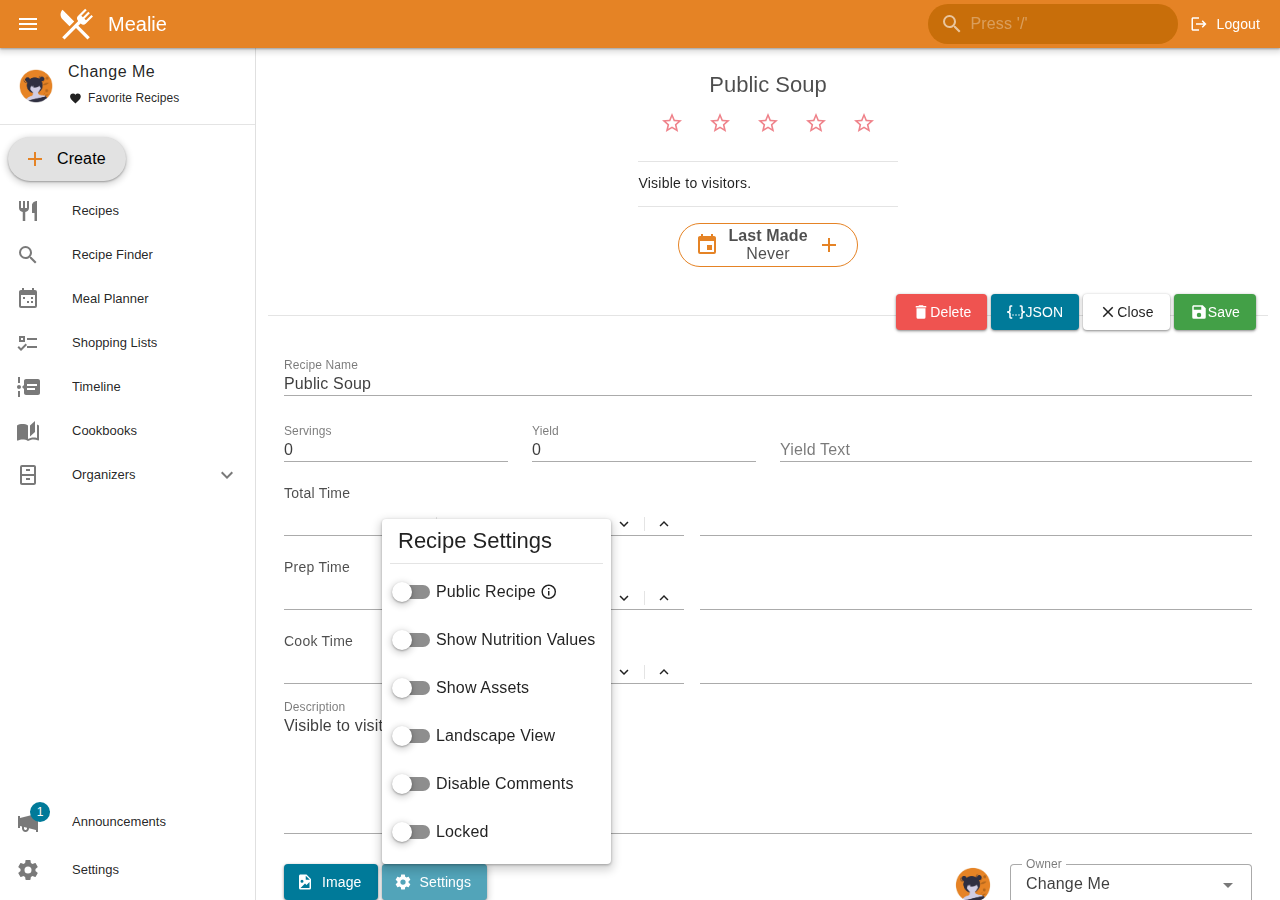 Mealie
Press '/'
Logout
Change Me
Favorite Recipes
Create
Recipes
Recipe Finder
Meal Planner
Shopping Lists
Timeline
Cookbooks
Organizers
1
Announcements
Settings
Public Soup
Visible to visitors.
Last Made
Never
Delete
JSON
Close
Save
Recipe Name
Public Soup
Servings
0
Yield
0
Yield Text
Total Time
Prep Time
Cook Time
Description
Visible to visit
Recipe Settings
Public Recipe
Show Nutrition Values
Show Assets
Landscape View
Disable Comments
Locked
Image
Settings
Owner
Change Me